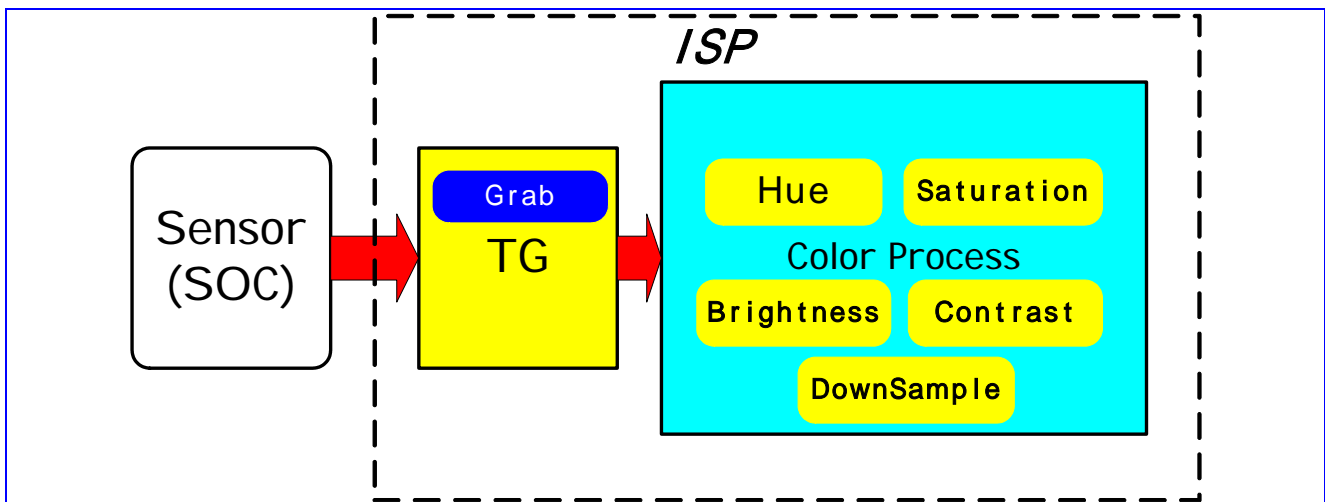 ISP
Sensor
(SOC)
Grab
TG
Hue
Saturation
Color Process
Brightness
Contrast
DownSample